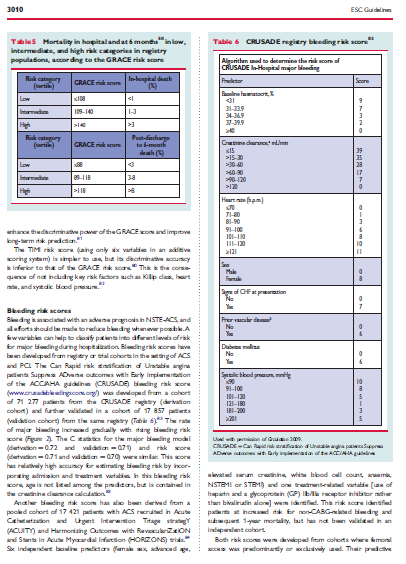 3010
ESC Guidelines
Table 5 Mortality in hospital and at 6 months50 in low,
intermediate, and high risk categories in registry
populations, according to the GRACE risk score
Risk category (tertile) GRACE risk score In-hospital death (%)
Low ≤108 <1
Intermediate 109–140 1–3
High >140 >3
Risk category (tertile) GRACE risk score Post-discharge to 6-month death (%)
Low ≤88 <3
Intermediate 89–118 3–8
High >118 >8
enhance the discriminative power of the GRACE score and improve
long-term risk prediction.81
The TIMI risk score (using only six variables in an additive
scoring system) is simpler to use, but its discriminative accuracy
is inferior to that of the GRACE risk score.80 This is the conse-
quence of not including key risk factors such as Killip class, heart
rate, and systolic blood pressure.82
Bleeding risk scores
Bleeding is associated with an adverse prognosis in NSTE-ACS, and
all efforts should be made to reduce bleeding whenever possible. A
few variables can help to classify patients into different levels of risk
for major bleeding during hospitalization. Bleeding risk scores have
been developed from registry or trial cohorts in the setting of ACS
and PCI. The Can Rapid risk stratification of Unstable angina
patients Suppress ADverse outcomes with Early implementation
of the ACC/AHA guidelines (CRUSADE) bleeding risk score
(www.crusadebleedingscore.org/) was developed from a cohort
of 71 277 patients from the CRUSADE registry (derivation
cohort) and further validated in a cohort of 17 857 patients
(validation cohort) from the same registry (Table 6).83 The rate
of major bleeding increased gradually with rising bleeding risk
score (Figure 2). The C statistics for the major bleeding model
(derivation = 0.72 and validation = 0.71) and risk score
(derivation = 0.71 and validation = 0.70) were similar. This score
has relatively high accuracy for estimating bleeding risk by incor-
porating admission and treatment variables. In this bleeding risk
score, age is not listed among the predictors, but is contained in
the creatinine clearance calculation.83
Another bleeding risk score has also been derived from a
pooled cohort of 17 421 patients with ACS recruited in Acute
Catheterization and Urgent Intervention Triage strategY
(ACUITY) and Harmonizing Outcomes with RevasculariZatiON
and Stents in Acute Myocardial Infarction (HORIZONS) trials.84
Six independent baseline predictors (female sex, advanced age,
Table 6 CRUSADE registry bleeding risk score83
Algorithm used to determine the risk score of
CRUSADE In-Hospital major bleeding
Predictor Score
Baseline haematocrit, %
<31 9
31–33.9 7
34–36.9 3
37–39.9 2
≥40 0
Creatinine clearance,a mL/min
≤15 39
>15–30 35
>30–60 28
>60–90 17
>90–120 7
>120 0
Heart rate (b.p.m.)
≤70 0
71–80 1
81–90 3
91–100 6
101–110 8
111–120 10
≥121 11
Sex
Male 0
Female 8
Signs of CHF at presentation
No 0
Yes 7
Prior vascular diseaseb
No 0
Yes 6
Diabetes mellitus
No 0
Yes 6
Systolic blood pressure, mmHg
≤90 10
91–100 8
101–120 5
121–180 1
181–200 3
≥201 5
Used with permission of Circulation 2009.
CRUSADE = Can Rapid risk stratification of Unstable angina patients Suppress
ADverse outcomes with Early implementation of the ACC/AHA guidelines
elevated serum creatinine, white blood cell count, anaemia,
NSTEMI or STEMI) and one treatment-related variable [use of
heparin and a glycoprotein (GP) IIb/IIIa receptor inhibitor rather
than bivalirudin alone] were identified. This risk score identified
patients at increased risk for non-CABG-related bleeding and
subsequent 1-year mortality, but has not been validated in an
independent cohort.
Both risk scores were developed from cohorts where femoral
access was predominantly or exclusively used. Their predictive